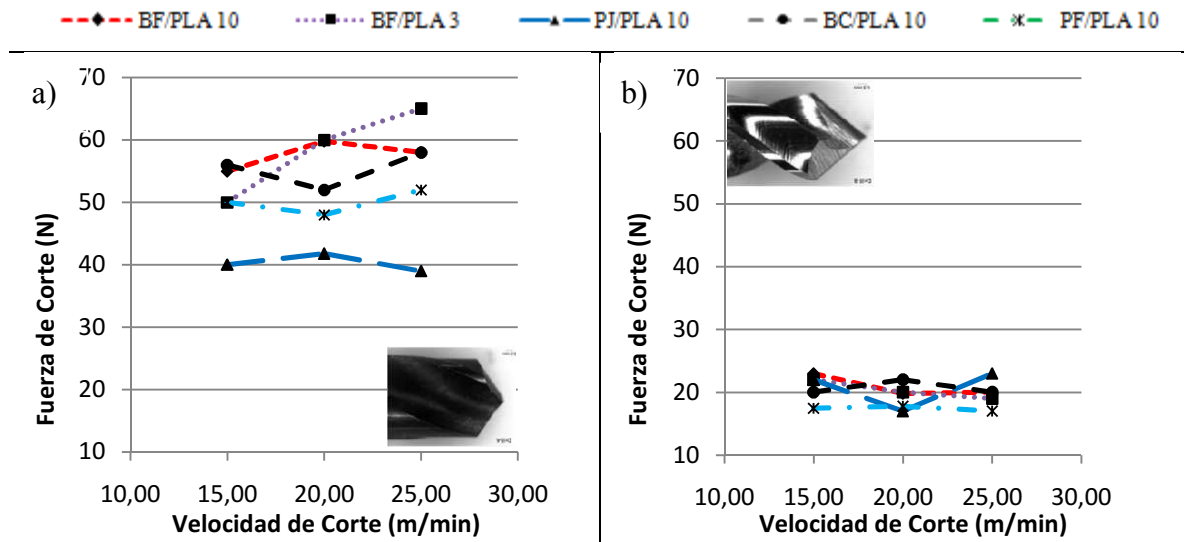 BF/PLA 10 BF/PLA 3 PJ/PLA 10 BC/PLA 10 PF/PLA 10
a)
70
60
50
40
30
20
10
10,00 15,00 20,00 25,00 30,00
Fuerza de Corte (N)
Velocidad de Corte (m/min)
b)
70
60
50
40
30
20
10
10,00 15,00 20,00 25,00 30,00
Fuerza de Corte (N)
Velocidad de Corte (m/min)